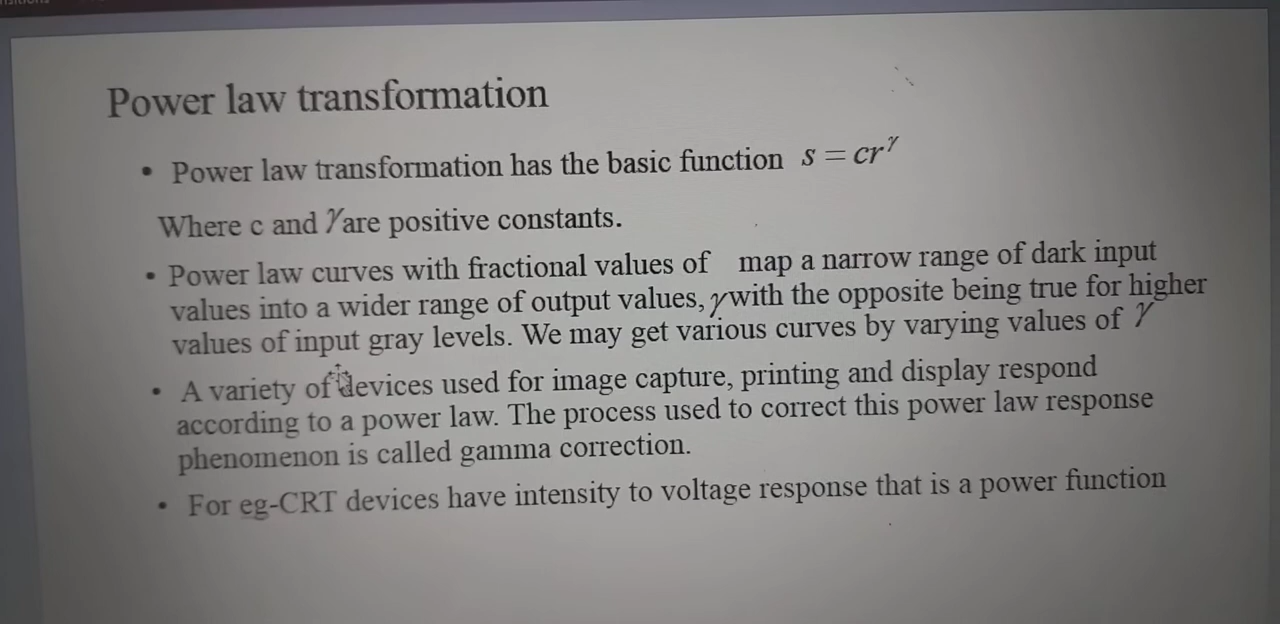 Power law transformation
• Power law transformation has the basic function s = cr^γ
Where c and γ are positive constants.
• Power law curves with fractional values of map a narrow range of dark input
values into a wider range of output values, γ with the opposite being true for higher
values of input gray levels. We may get various curves by varying values of γ
• A variety of devices used for image capture, printing and display respond
according to a power law. The process used to correct this power law response
phenomenon is called gamma correction.
• For eg-CRT devices have intensity to voltage response that is a power function